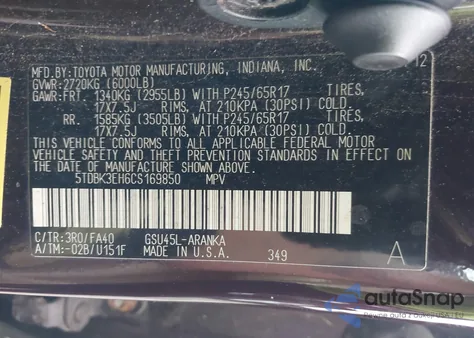 MFD.BY:TOYOTA MOTOR MANUFACTURING, INDIANA, INC. 12
GVWR:2720KG (6000LB)
GAWR:FRT. 1340KG (2955LB) WITH P245/65R17 TIRES,
17X7.5J RIMS, AT 210KPA (30PSI) COLD.
RR. 1585KG (3505LB) WITH P245/65R17 TIRES,
17X7.5J RIMS, AT 210KPA (30PSI) COLD.
THIS VEHICLE CONFORMS TO ALL APPLICABLE
FEDERAL MOTOR VEHICLE SAFETY STANDARDS IN EFFECT ON
THE DATE OF MANUFACTURE SHOWN ABOVE.
5TDBK3EH6CS169850 MPV
C/TR:3R0/FA40 GSU45L-ARANKA
A/TM:-02B/U151F MADE IN U.S.A. 349 A
autoSnap